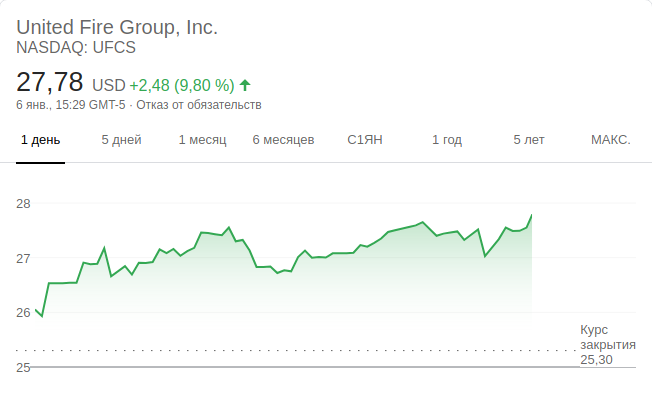 United Fire Group, Inc.
NASDAQ: UFCS
27,78 USD +2,48 (9,80 %)
6 янв., 15:29 GMT-5 · Отказ от обязательств
1 день 5 дней 1 месяц 6 месяцев С1ЯН 1 год 5 лет МАКС.
28
27
26
Курс
закрытия
25,30
25